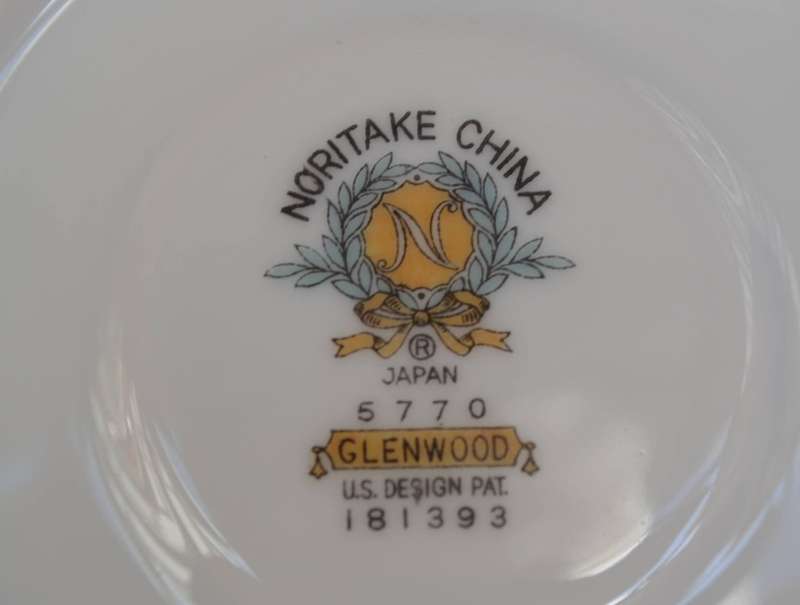 NORITAKE CHINA
N
®
JAPAN
5770
GLENWOOD
U.S. DESIGN PAT.
181393